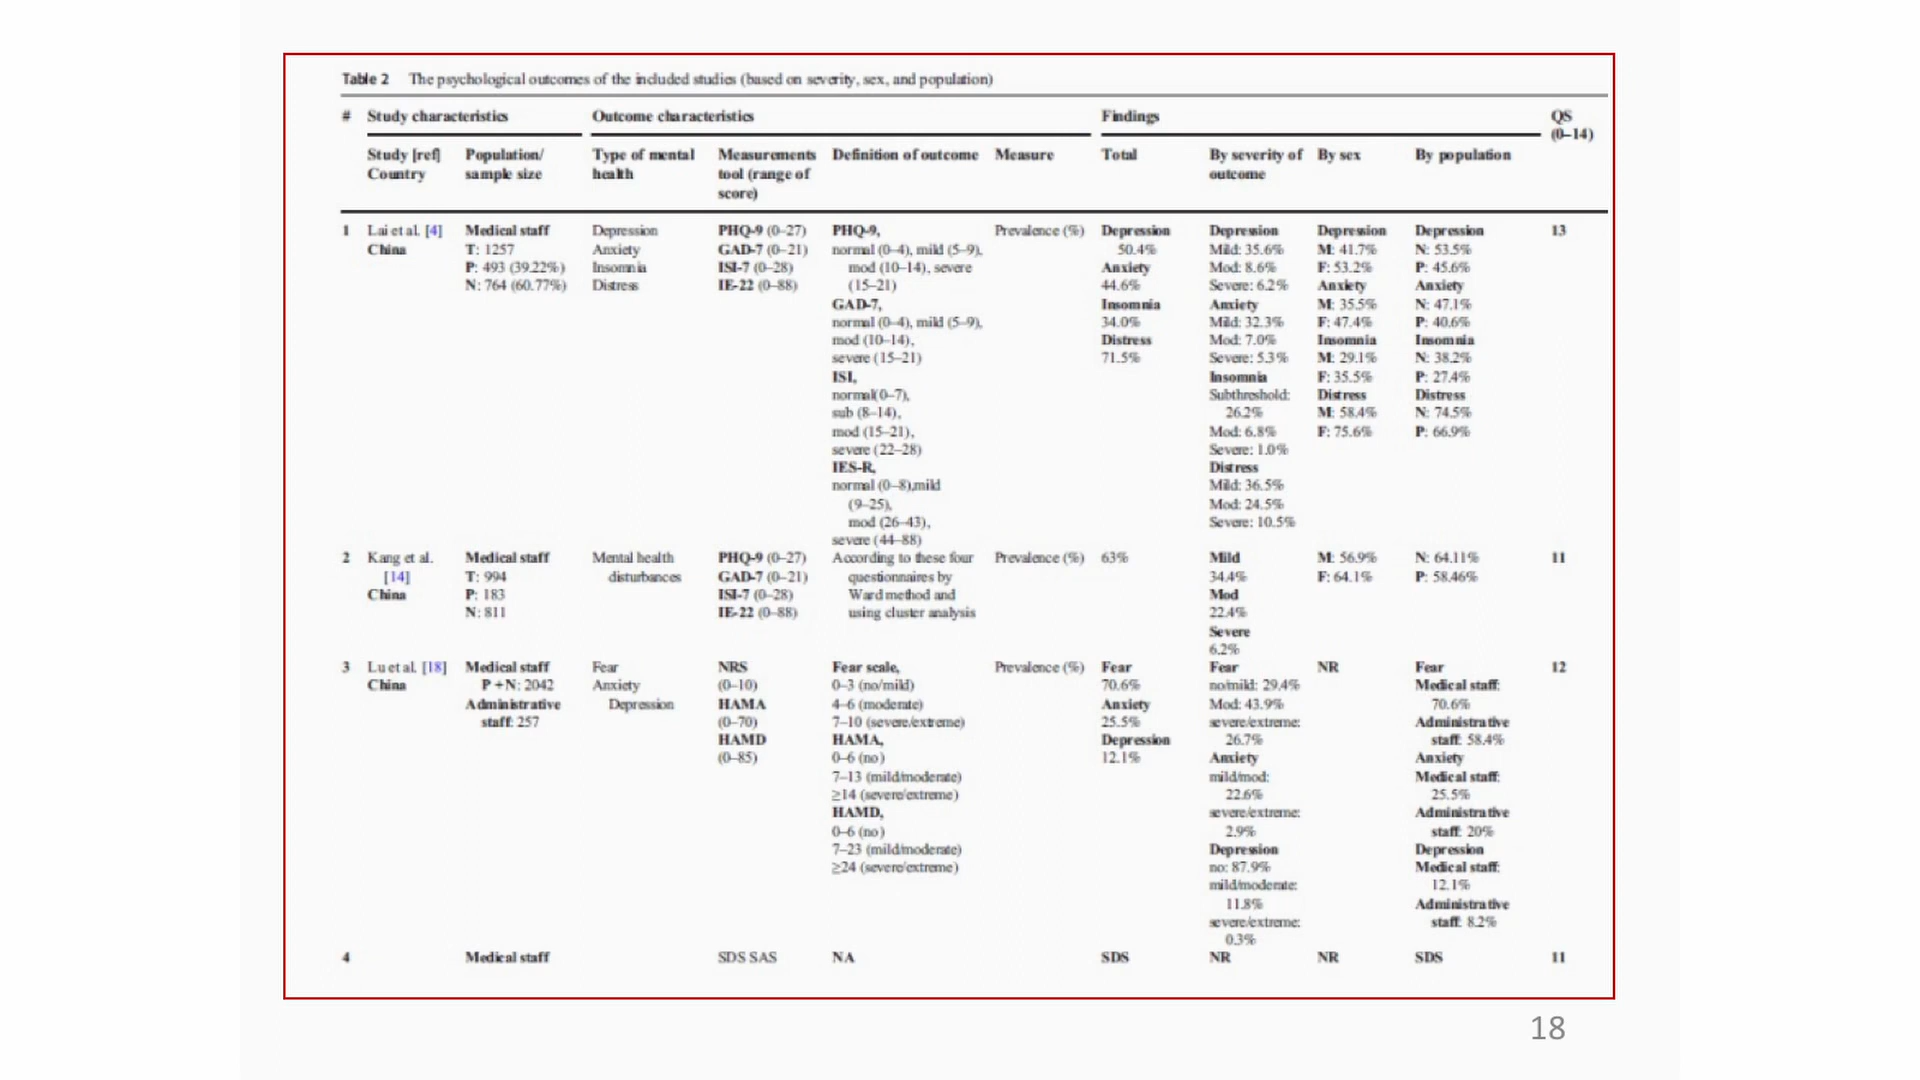 Table 2 The psychological outcomes of the included studies (based on severity, sex, and population)
# Study characteristics Outcome characteristics Findings QS
(0–14)
Study [ref] Population/ Type of mental Measurements Definition of outcome Measure Total By severity of By sex By population
Country sample size health tool (range of outcome
score)
1 Lai et al. [4] Medical staff Depression PHQ-9 (0–27) PHQ-9, Prevalence (%) Depression Depression Depression Depression 13
China T: 1257 Anxiety GAD-7 (0–21) normal (0–4), mild (5–9), 50.4% Mild: 35.6% M: 41.7% N: 53.5%
P: 493 (39.22%) Insomnia ISI-7 (0–28) mod (10–14), severe Anxiety Mod: 8.6% F: 53.2% P: 45.6%
N: 764 (60.77%) Distress IE-22 (0–88) (15–21) 44.6% Severe: 6.2% Anxiety Anxiety
GAD-7, Insomnia Anxiety M: 35.5% N: 47.1%
normal (0–4), mild (5–9), 34.0% Mild: 32.3% F: 47.4% P: 40.6%
mod (10–14), Distress Mod: 7.0% Insomnia Insomnia
severe (15–21) 71.5% Severe: 5.3% M: 29.1% N: 38.2%
ISI, Insomnia F: 35.5% P: 27.4%
normal(0–7), Subthreshold: Distress Distress
sub (8–14), 26.2% M: 58.4% N: 74.5%
mod (15–21), Mod: 6.8% F: 75.6% P: 66.9%
severe (22–28) Severe: 1.0%
IES-R, Distress
normal (0–8),mild Mild: 36.5%
(9–25), Mod: 24.5%
mod (26–43), Severe: 10.5%
severe (44–88)
2 Kang et al. Medical staff Mental health PHQ-9 (0–27) According to these four Prevalence (%) 63% Mild M: 56.9% N: 64.11% 11
[14] T: 994 disturbances GAD-7 (0–21) questionnaires by 34.4% F: 64.1% P: 58.46%
China P: 183 ISI-7 (0–28) Ward method and Mod
N: 811 IE-22 (0–88) using cluster analysis 22.4%
Severe
6.2%
3 Lu et al. [18] Medical staff Fear NRS Fear scale, Prevalence (%) Fear Fear NR Fear 12
China P + N: 2042 Anxiety (0–10) 0–3 (no/mild) 70.6% no/mild: 29.4% Medical staff:
Administrative Depression HAMA 4–6 (moderate) Anxiety Mod: 43.9% 70.6%
staff: 257 (0–70) 7–10 (severe/extreme) 25.5% severe/extreme: Administrative
HAMD HAMA, Depression 26.7% staff: 58.4%
(0–85) 0–6 (no) 12.1% Anxiety Anxiety
7–13 (mild/moderate) mild/mod: Medical staff:
≥14 (severe/extreme) 22.6% 25.5%
HAMD, severe/extreme: Administrative
0–6 (no) 2.9% staff: 20%
7–23 (mild/moderate) Depression Depression
≥24 (severe/extreme) no: 87.9% Medical staff:
mild/moderate: 12.1%
11.8% Administrative
severe/extreme: staff: 8.2%
0.3%
4 Medical staff SDS SAS NA SDS NR NR SDS 11
18